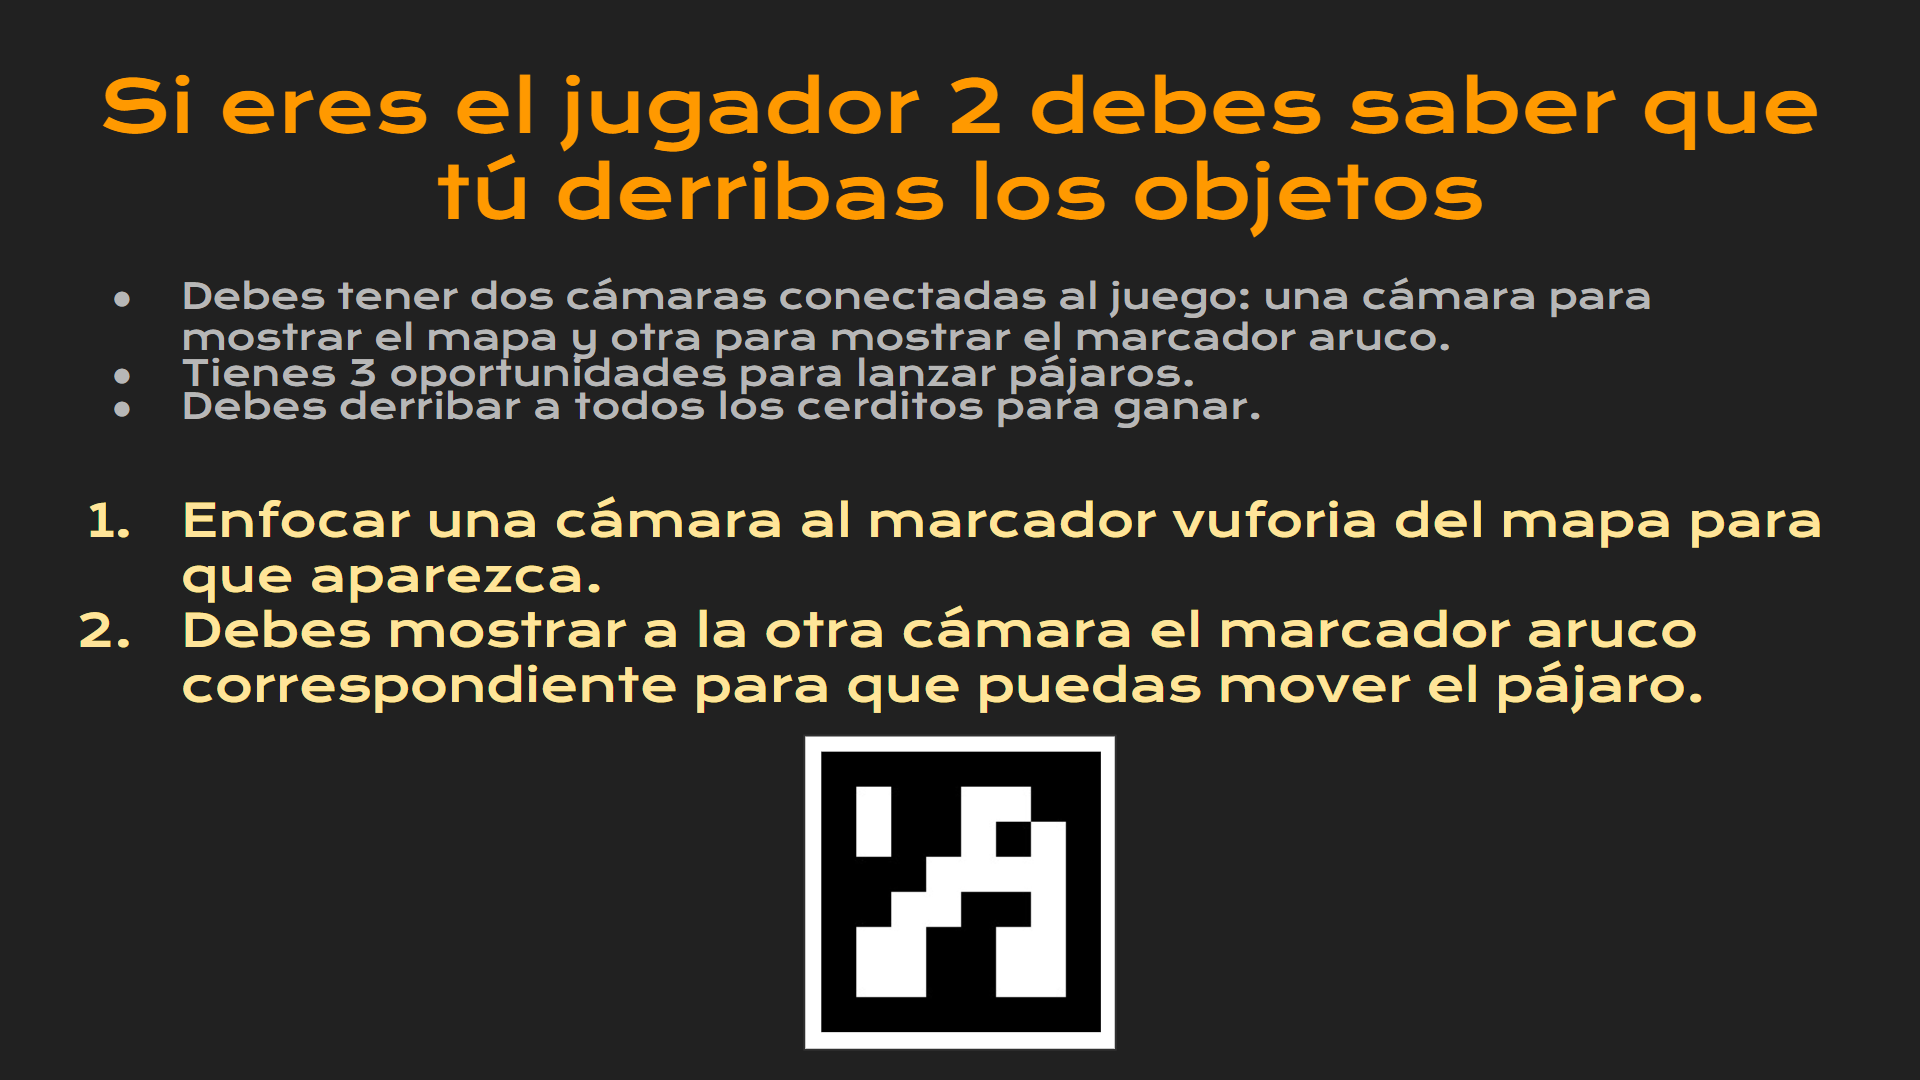 Si eres el jugador 2 debes saber que
tú derribas los objetos
● Debes tener dos cámaras conectadas al juego: una cámara para
mostrar el mapa y otra para mostrar el marcador aruco.
● Tienes 3 oportunidades para lanzar pájaros.
● Debes derribar a todos los cerditos para ganar.
1. Enfocar una cámara al marcador vuforia del mapa para
que aparezca.
2. Debes mostrar a la otra cámara el marcador aruco
correspondiente para que puedas mover el pájaro.